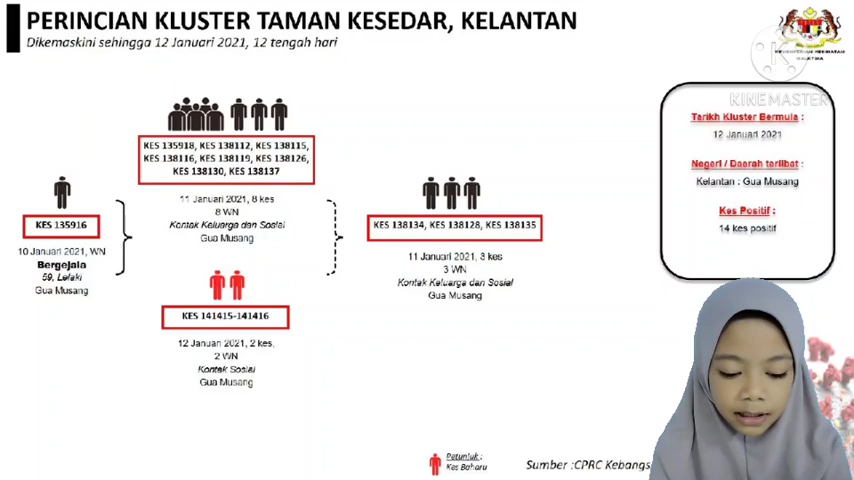 PERINCIAN KLUSTER TAMAN KESEDAR, KELANTAN
Dikemaskini sehingga 12 Januari 2021, 12 tengah hari
KEMENTERIAN KESIHATAN
MALAYSIA
K
KINEMASTER
KES 135916
10 Januari 2021, WN
Bergejala
59, Lelaki
Gua Musang
KES 135918, KES 138112, KES 138115,
KES 138116, KES 138119, KES 138126,
KES 138130, KES 138137
11 Januari 2021, 8 kes
8 WN
Kontak Keluarga dan Sosial
Gua Musang
KES 141415-141416
12 Januari 2021, 2 kes,
2 WN
Kontak Sosial
Gua Musang
KES 138134, KES 138128, KES 138135
11 Januari 2021, 3 kes
3 WN
Kontak Keluarga dan Sosial
Gua Musang
Tarikh Kluster Bermula :
12 Januari 2021
Negeri / Daerah terlibat :
Kelantan : Gua Musang
Kes Positif :
14 kes positif
Petunjuk :
Kes Baharu
Sumber :CPRC Kebangs